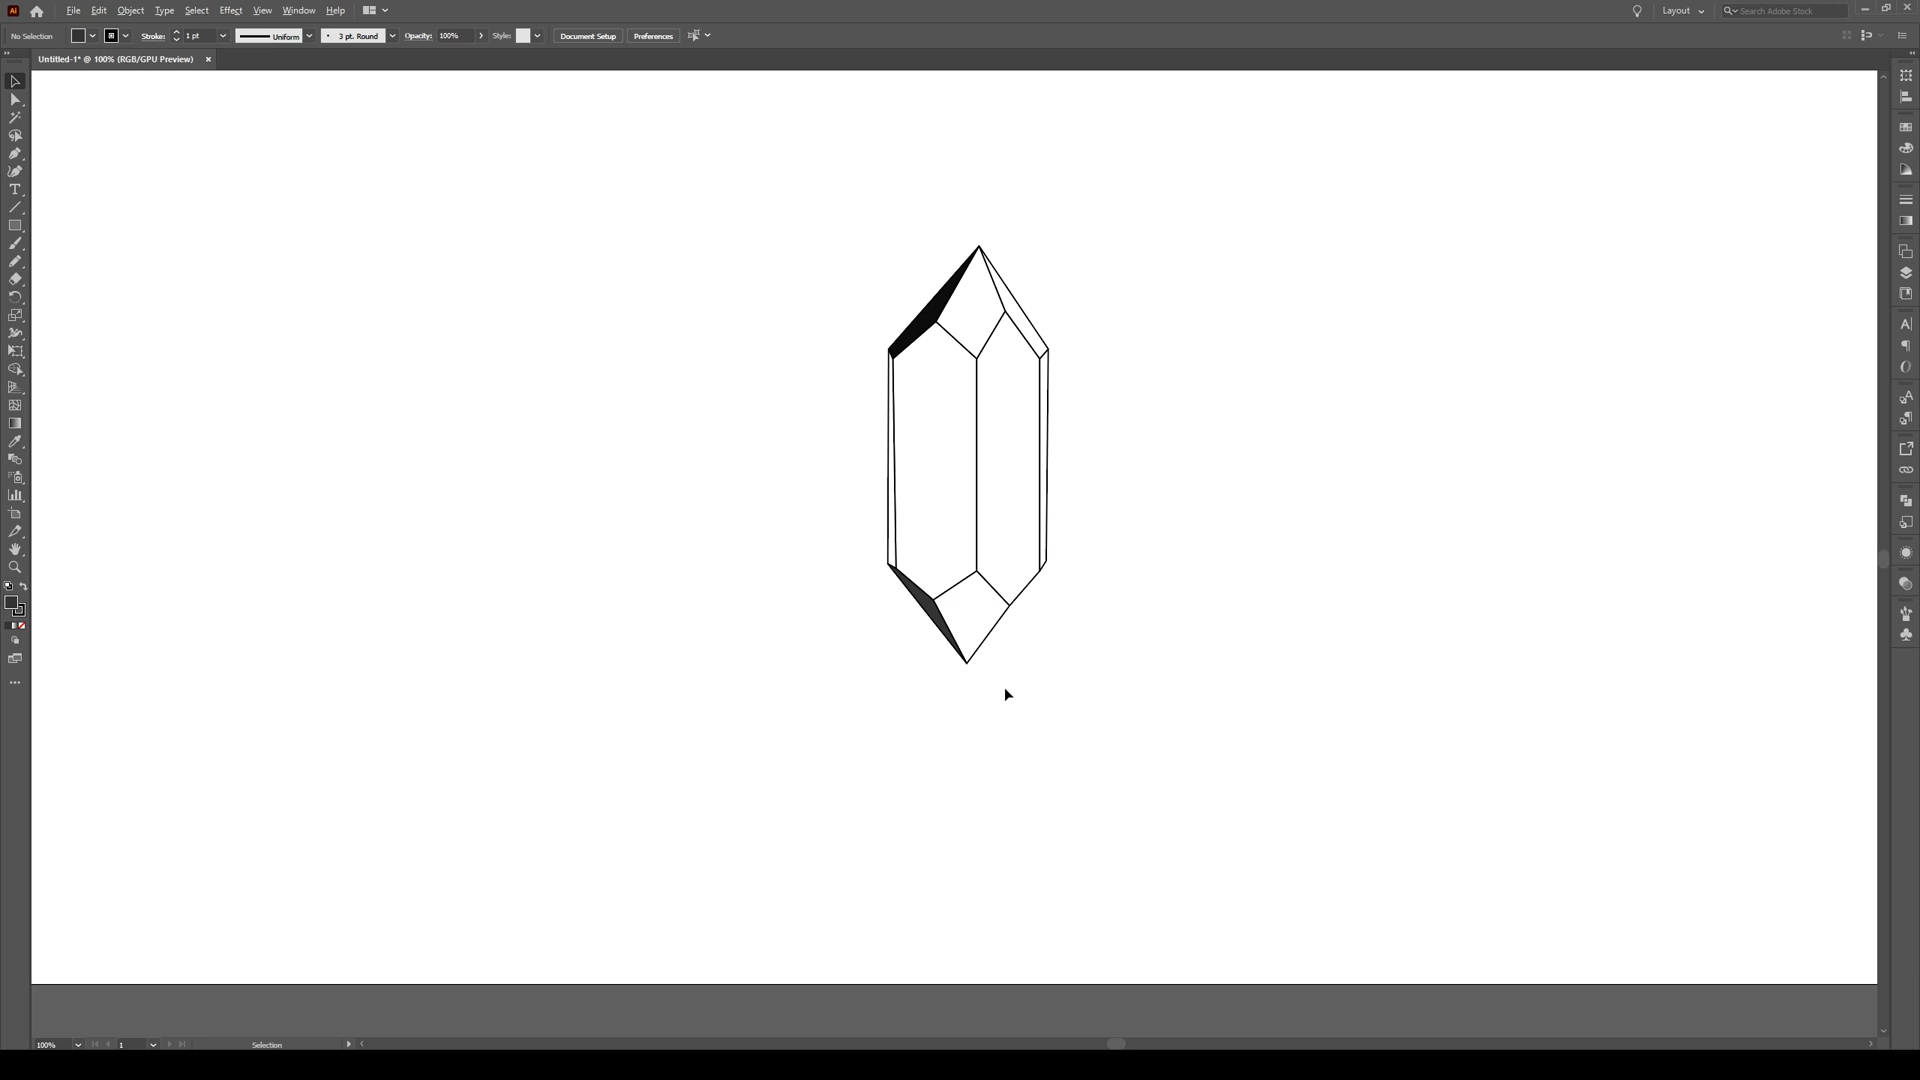 Ai File Edit Object Type Select Effect View Window Help Layout Search Adobe Stock
No Selection Stroke: 1 pt Uniform 3 pt. Round Opacity: 100% Style: Document Setup Preferences
Untitled-1* @ 100% (RGB/GPU Preview) ×
100% 1 Selection